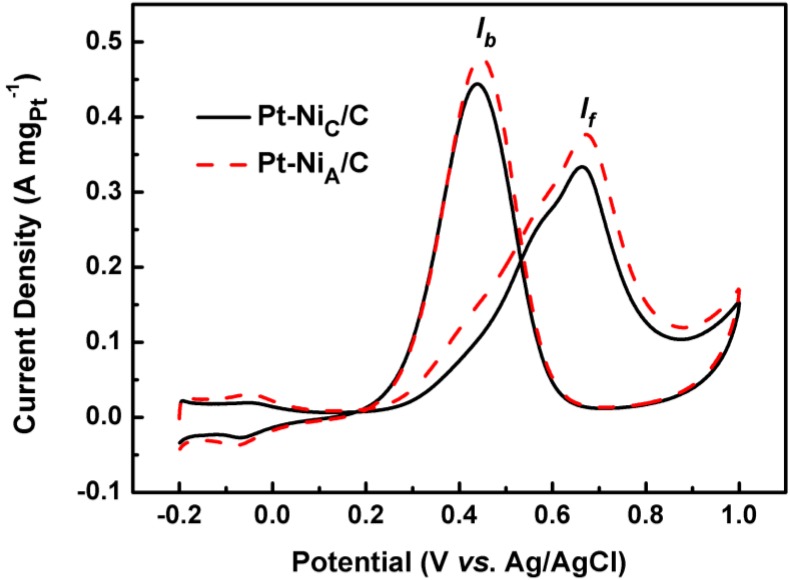 I_b
I_f
Pt-Ni_C/C
Pt-Ni_A/C
0.5
0.4
0.3
0.2
0.1
0.0
-0.1
Current Density (A mg_Pt^-1)
-0.2 0.0 0.2 0.4 0.6 0.8 1.0
Potential (V vs. Ag/AgCl)